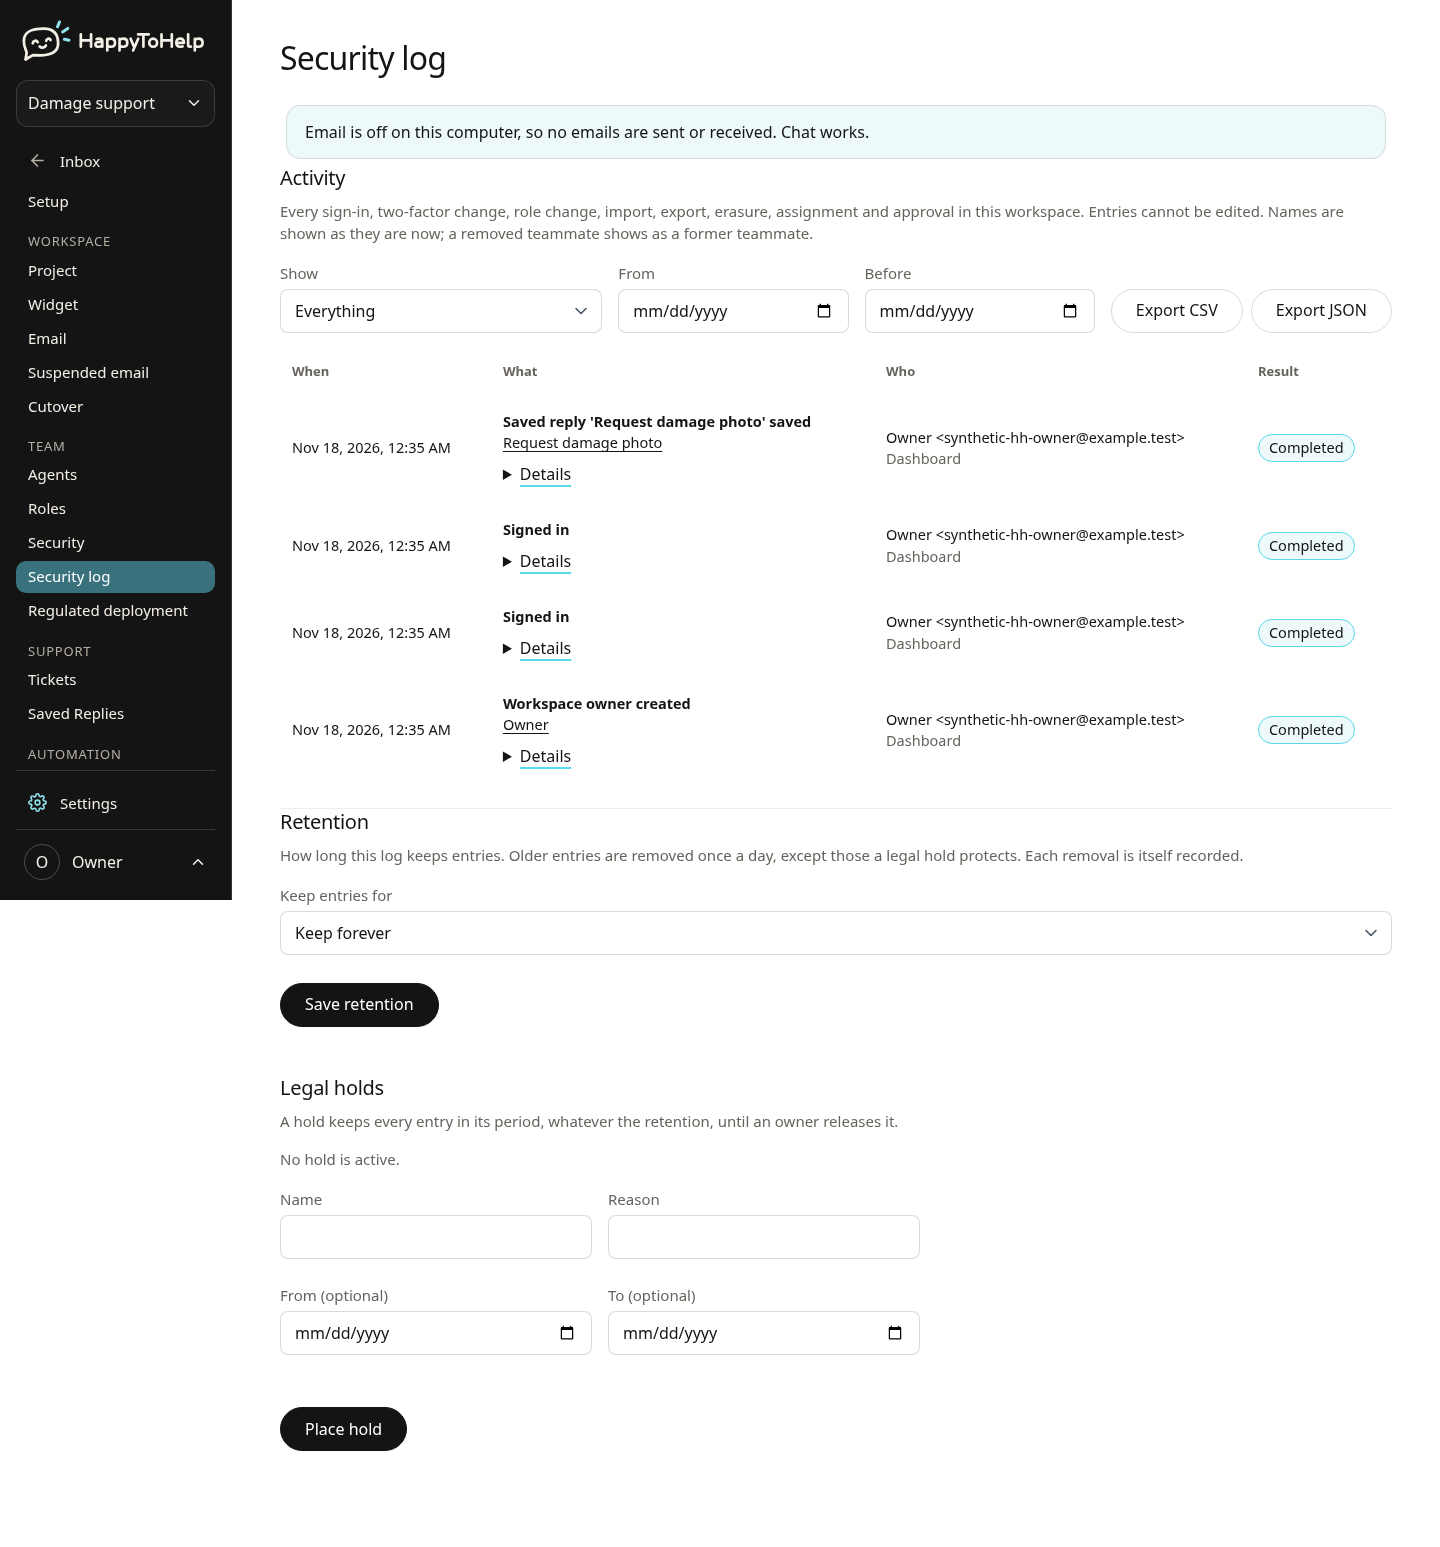 HappyToHelp
Damage support
Inbox
Setup
WORKSPACE
Project
Widget
Email
Suspended email
Cutover
TEAM
Agents
Roles
Security
Security log
Regulated deployment
SUPPORT
Tickets
Saved Replies
AUTOMATION
Settings
O Owner
Security log
Email is off on this computer, so no emails are sent or received. Chat works.
Activity
Every sign-in, two-factor change, role change, import, export, erasure, assignment and approval in this workspace. Entries cannot be edited. Names are
shown as they are now; a removed teammate shows as a former teammate.
Show From Before
Everything mm/dd/yyyy mm/dd/yyyy Export CSV Export JSON
When What Who Result
Nov 18, 2026, 12:35 AM
Saved reply 'Request damage photo' saved
Request damage photo
Details
Owner <synthetic-hh-owner@example.test>
Dashboard
Completed
Nov 18, 2026, 12:35 AM
Signed in
Details
Owner <synthetic-hh-owner@example.test>
Dashboard
Completed
Nov 18, 2026, 12:35 AM
Signed in
Details
Owner <synthetic-hh-owner@example.test>
Dashboard
Completed
Nov 18, 2026, 12:35 AM
Workspace owner created
Owner
Details
Owner <synthetic-hh-owner@example.test>
Dashboard
Completed
Retention
How long this log keeps entries. Older entries are removed once a day, except those a legal hold protects. Each removal is itself recorded.
Keep entries for
Keep forever
Save retention
Legal holds
A hold keeps every entry in its period, whatever the retention, until an owner releases it.
No hold is active.
Name Reason
From (optional) To (optional)
mm/dd/yyyy mm/dd/yyyy
Place hold